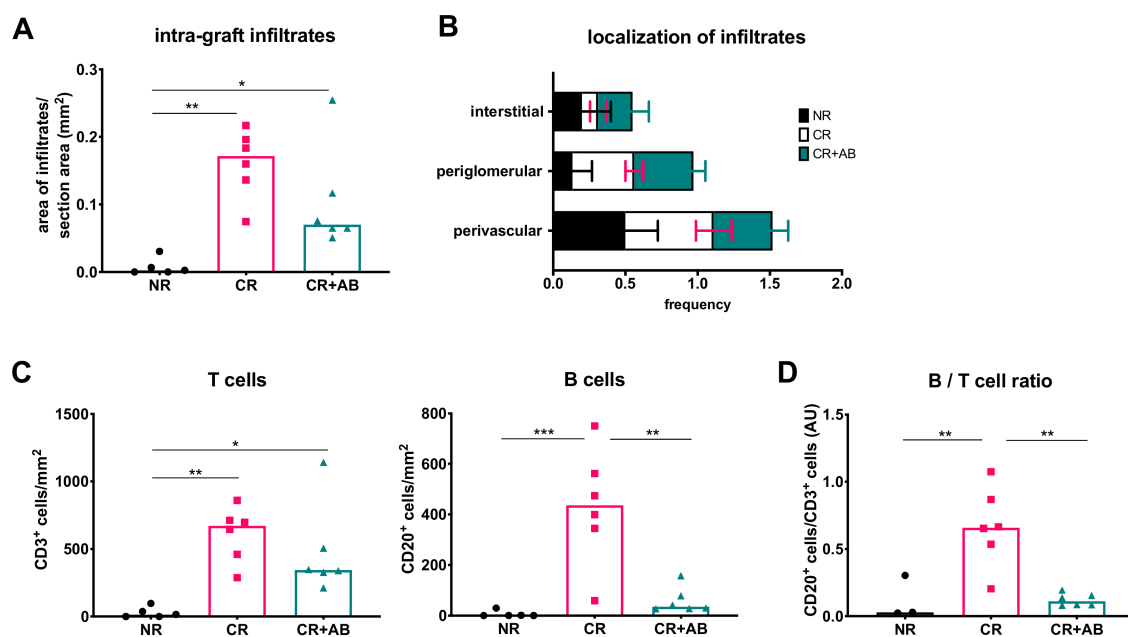 A
intra-graft infiltrates
area of infiltrates/
section area (mm²)
0.3
0.2
0.1
0.0
*
**
NR
CR
CR+AB
B
localization of infiltrates
interstitial
periglomerular
perivascular
0.0
0.5
1.0
1.5
2.0
frequency
NR
CR
CR+AB
C
T cells
CD3⁺ cells/mm²
1500
1000
500
0
*
**
NR
CR
CR+AB
B cells
CD20⁺ cells/mm²
800
600
400
200
0
***
**
NR
CR
CR+AB
D
B / T cell ratio
CD20⁺ cells/CD3⁺ cells (AU)
1.5
1.0
0.5
0.0
**
**
NR
CR
CR+AB